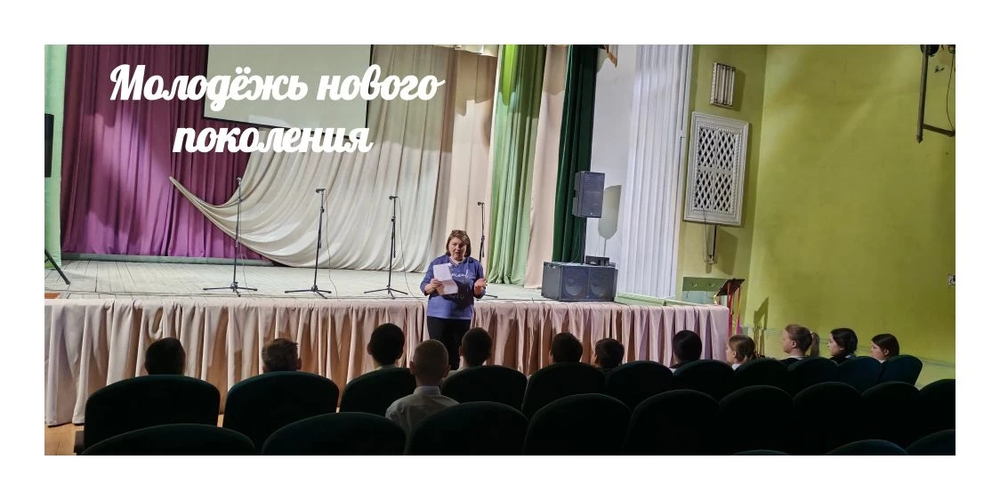 Молодёжь нового
поколения